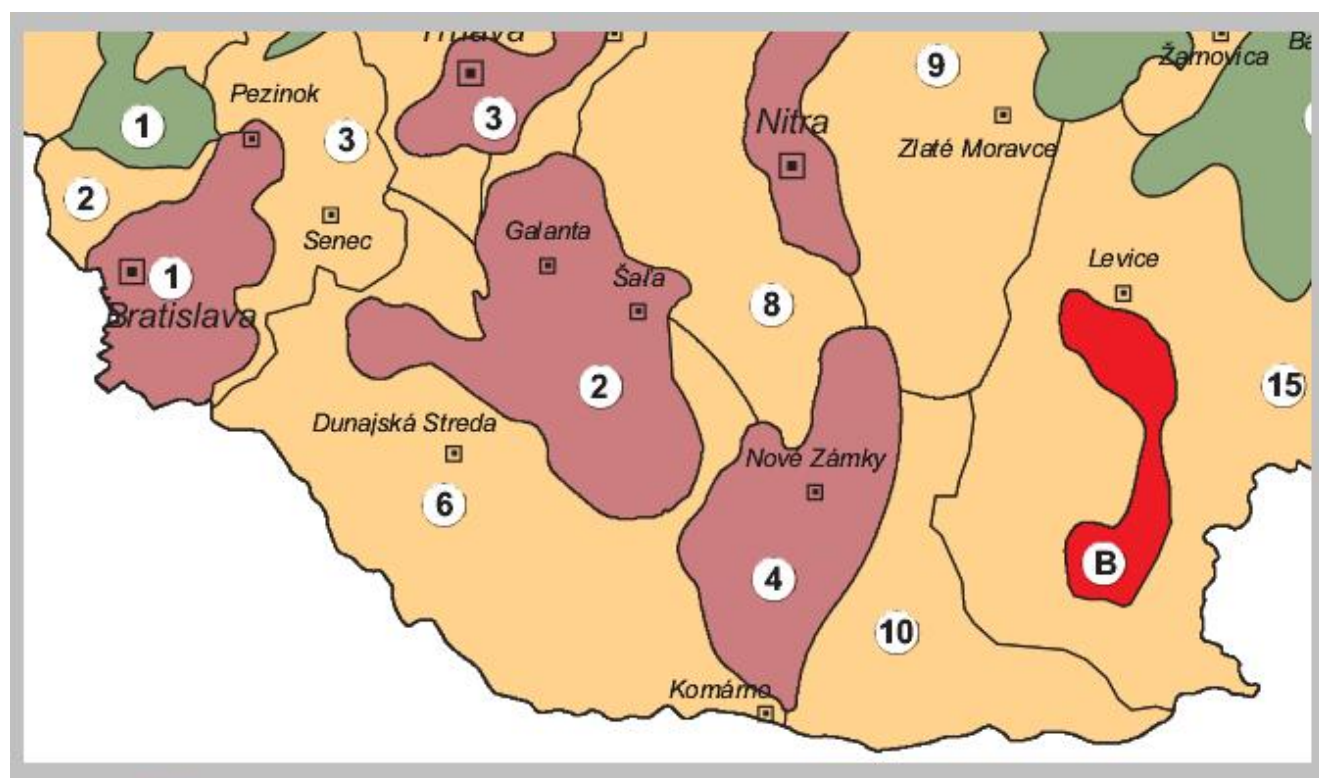 9
Žarnovica
Pezinok
1
3
3
Nitra
Zlaté Moravce
2
Senec
Galanta
Levice
1
Šaľa
Bratislava
8
2
15
Dunajská Streda
Nové Zámky
6
B
4
10
Komárno